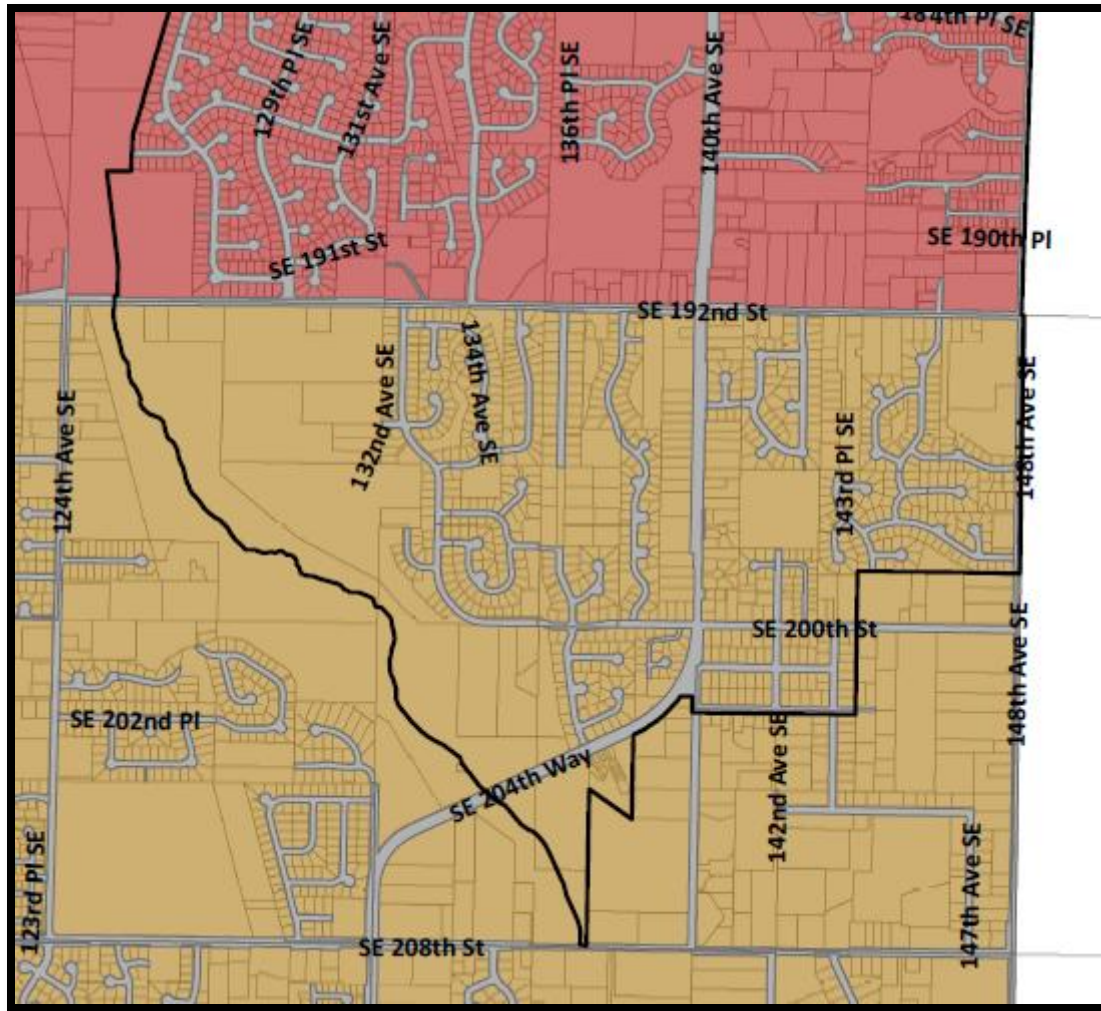 184th Pl SE
129th Pl SE
131st Ave SE
136th Pl SE
140th Ave SE
SE 190th Pl
SE 191st St
SE 192nd St
134th Ave SE
132nd Ave SE
124th Ave SE
148th Ave SE
143rd Pl SE
SE 200th St
148th Ave SE
SE 202nd Pl
142nd Ave SE
SE 204th Way
123rd Pl SE
147th Ave SE
SE 208th St